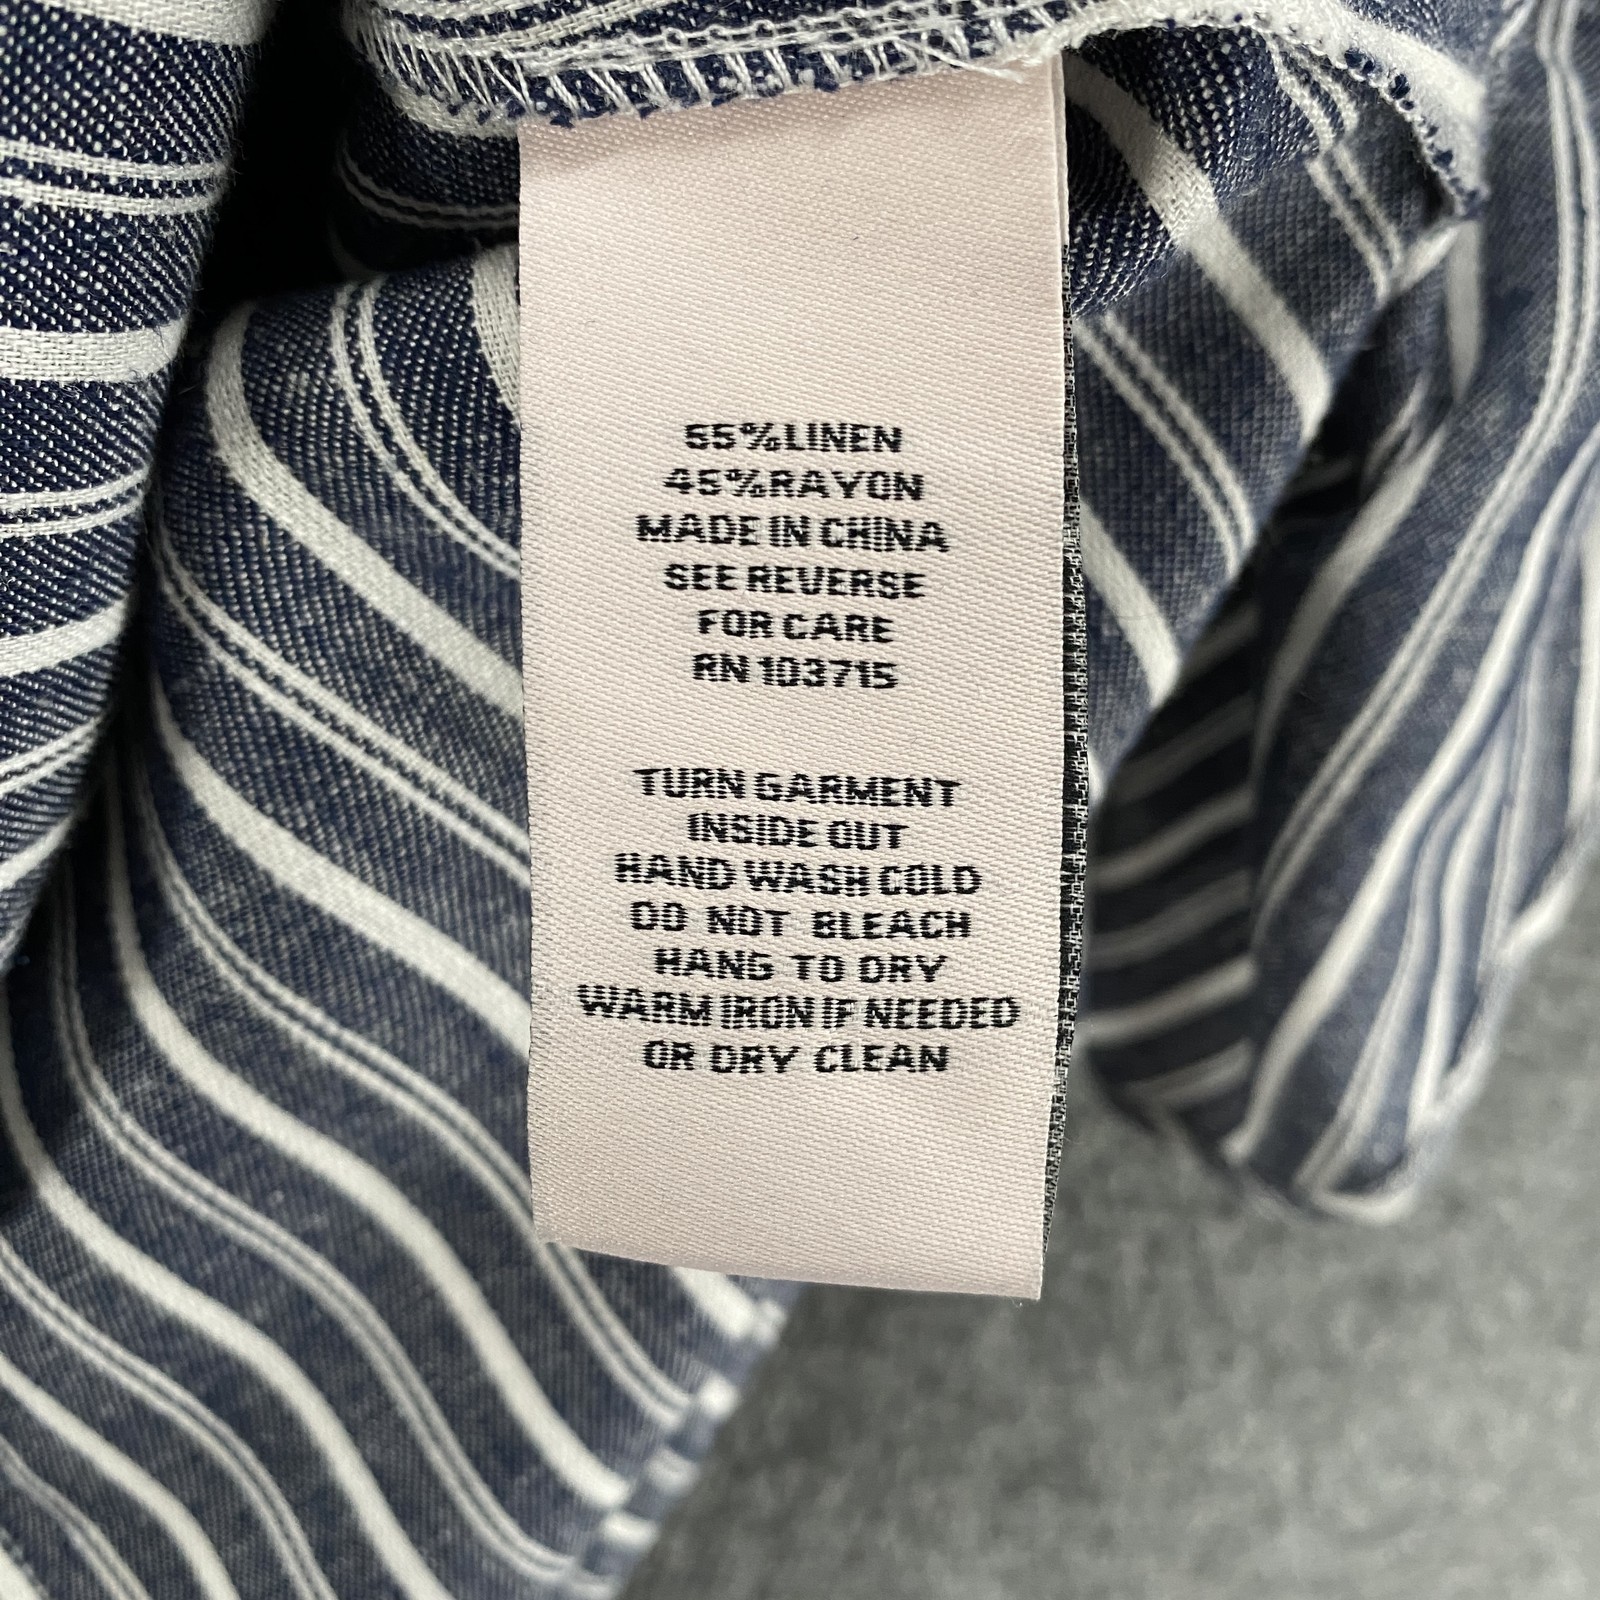 55%LINEN
45%RAYON
MADE IN CHINA
SEE REVERSE
FOR CARE
RN 103715
TURN GARMENT
INSIDE OUT
HAND WASH COLD
DO NOT BLEACH
HANG TO DRY
WARM IRON IF NEEDED
OR DRY CLEAN